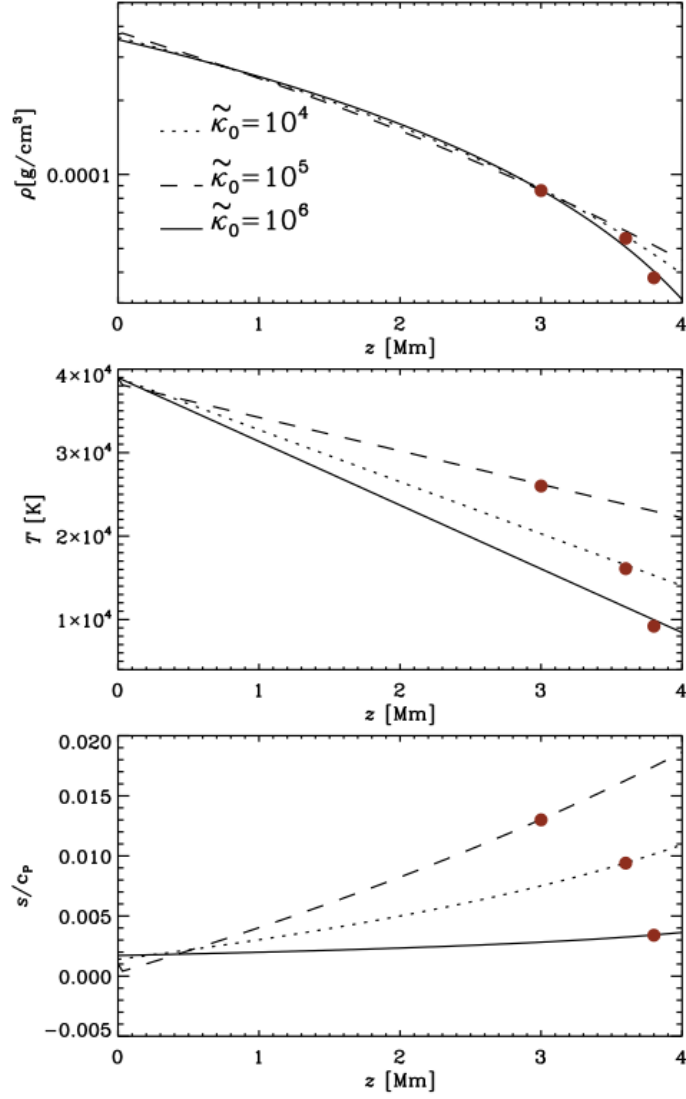 ρ[g/cm³]
0.0001
κ̃₀=10⁴
κ̃₀=10⁵
κ̃₀=10⁶
0 1 2 3 4
z [Mm]
T [K]
4×10⁴
3×10⁴
2×10⁴
1×10⁴
0 1 2 3 4
z [Mm]
s/c_P
0.020
0.015
0.010
0.005
0.000
−0.005
0 1 2 3 4
z [Mm]